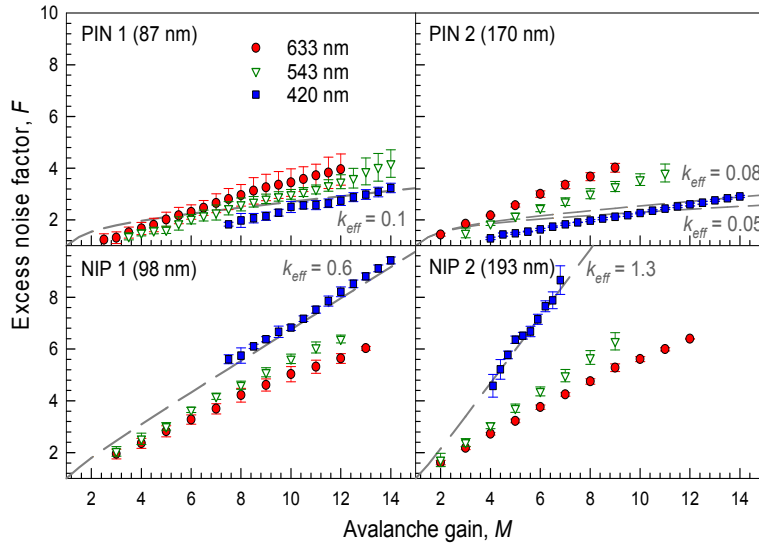 PIN 1 (87 nm)
633 nm
543 nm
420 nm
k_eff = 0.1
PIN 2 (170 nm)
k_eff = 0.08
k_eff = 0.05
8
6
4
2
NIP 1 (98 nm)
k_eff = 0.6
NIP 2 (193 nm)
k_eff = 1.3
8
6
4
2
2 4 6 8 10 12 14
2 4 6 8 10 12 14
Excess noise factor, F
Avalanche gain, M